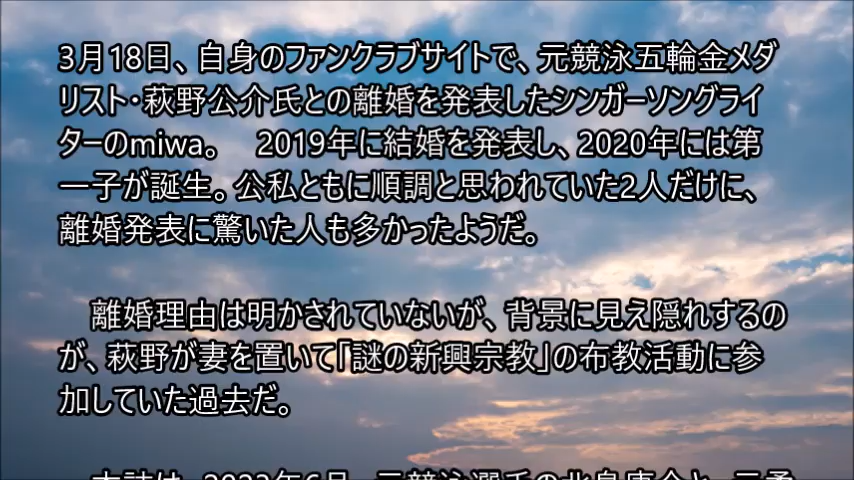 3月18日、自身のファンクラブサイトで、元競泳五輪金メダ
リスト・萩野公介氏との離婚を発表したシンガーソングライ
ターのmiwa。　2019年に結婚を発表し、2020年には第
一子が誕生。公私ともに順調と思われていた2人だけに、
離婚発表に驚いた人も多かったようだ。
　離婚理由は明かされていないが、背景に見え隠れするの
が、萩野が妻を置いて「謎の新興宗教」の布教活動に参
加していた過去だ。